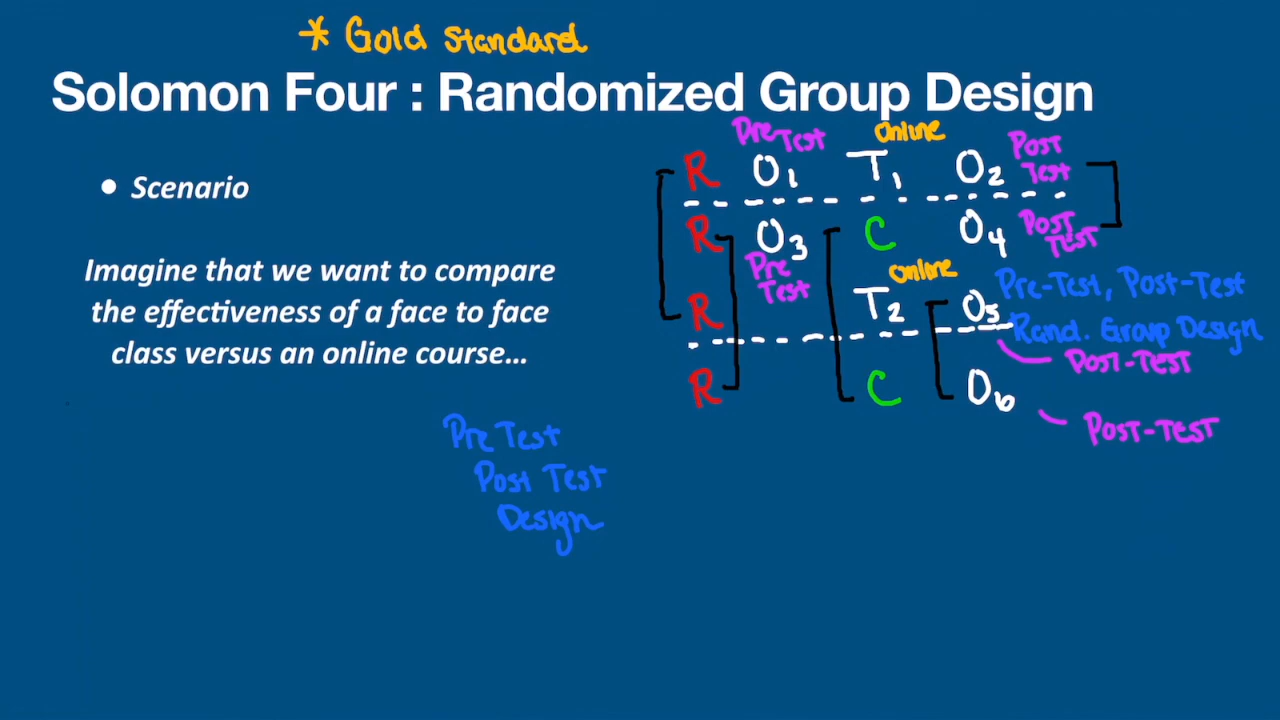 * Gold Standard
Solomon Four : Randomized Group Design
• Scenario
Imagine that we want to compare
the effectiveness of a face to face
class versus an online course...
Pre Test
Post Test
Design
Pre Test Online Post Test
R O1 T1 O2
R O3 C O4 Post Test
Pre Test Online
R T2 O5
Pre-Test, Post-Test
Rand. Group Design
Post-Test
R C O6
Post-Test